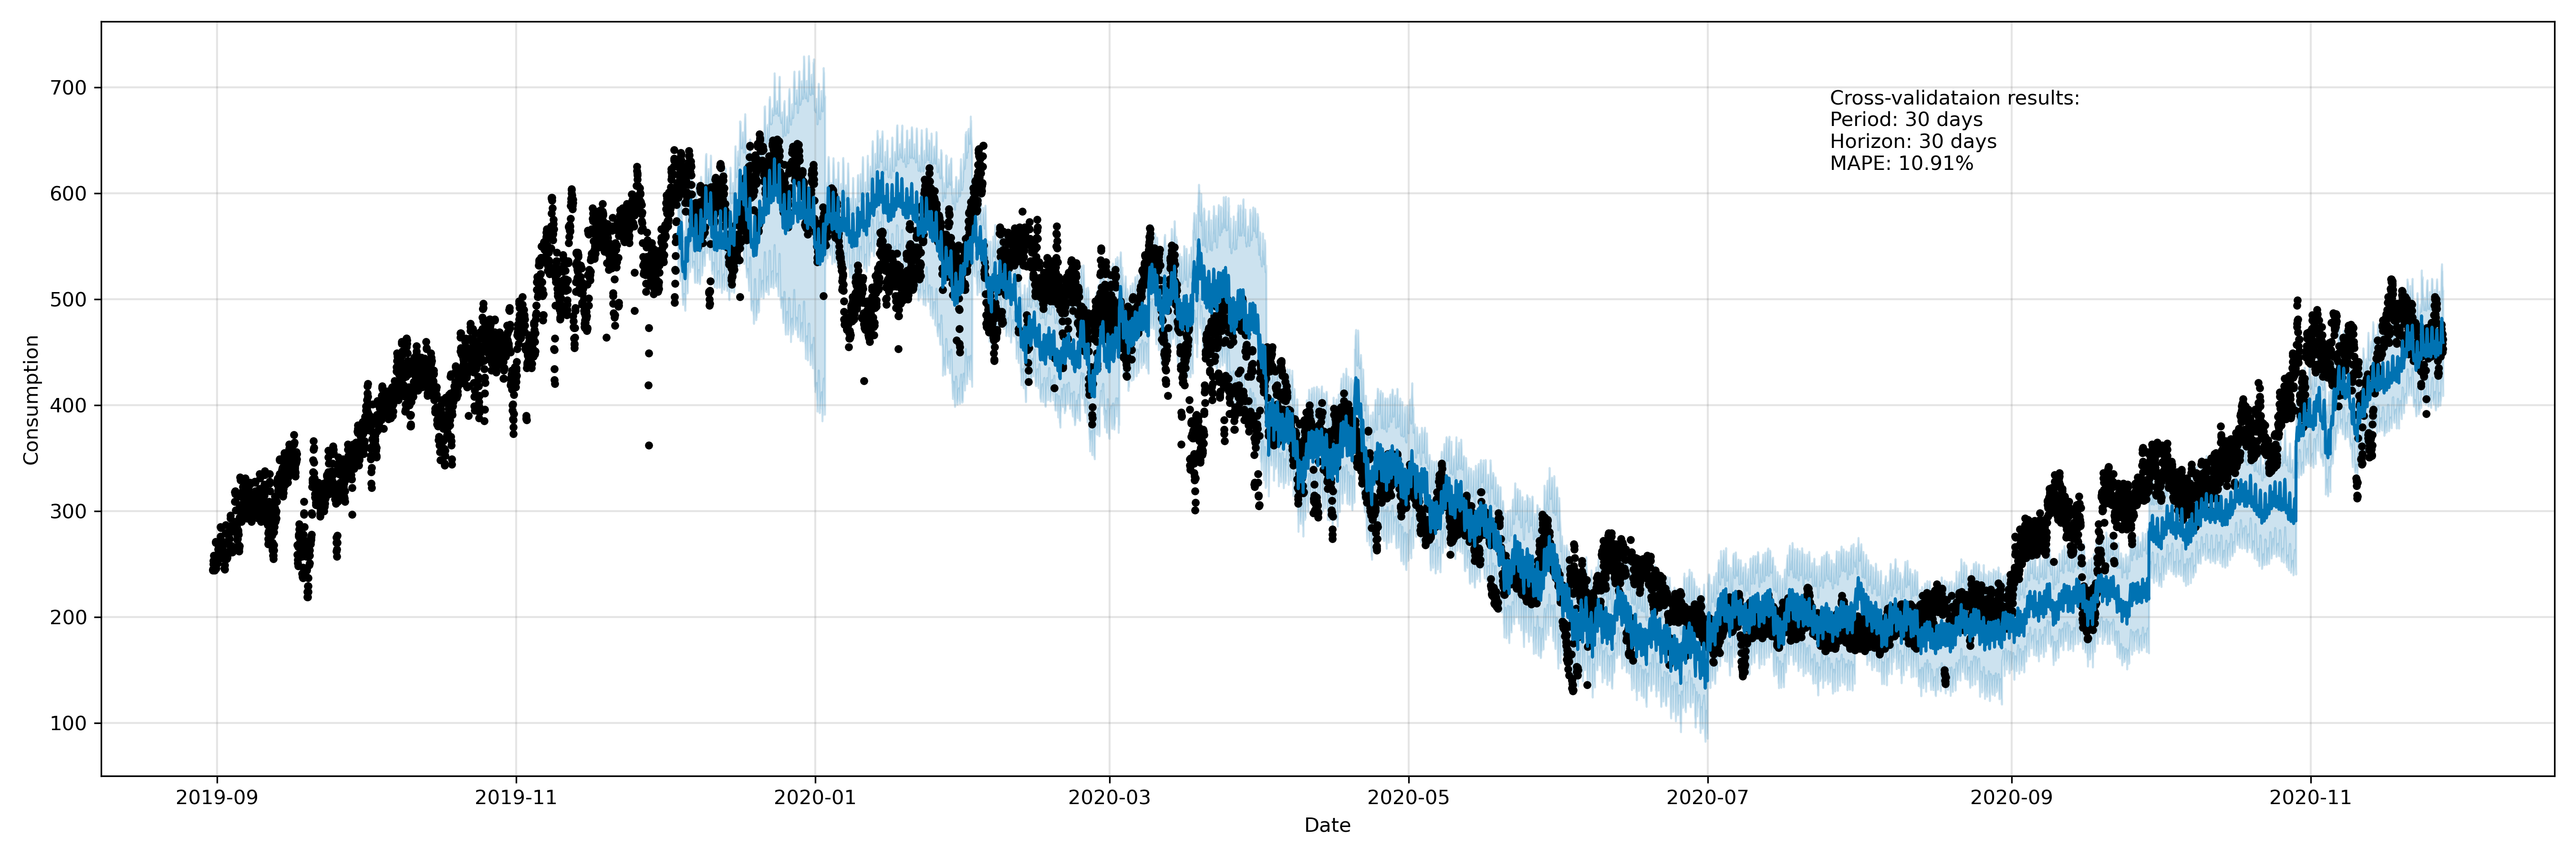 700
600
500
400
300
200
100
Consumption
Cross-validataion results:
Period: 30 days
Horizon: 30 days
MAPE: 10.91%
2019-09 2019-11 2020-01 2020-03 2020-05 2020-07 2020-09 2020-11
Date